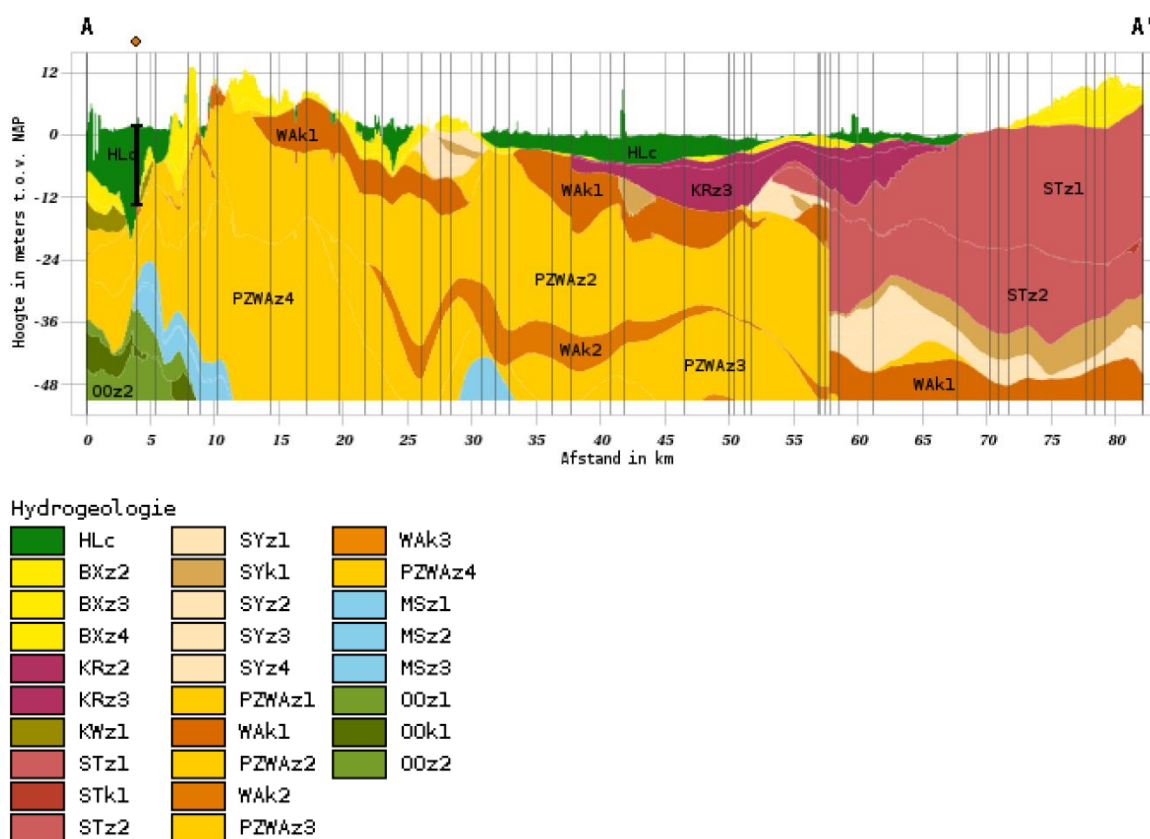 A A'
12
0
-12
-24
-36
-48
Hoogte in meters t.o.v. NAP
HLc
WAk1
HLc
WAk1
KRz3
STz1
PZWAz4
PZWAz2
STz2
WAk2
PZWAz3
WAk1
OOz2
0 5 10 15 20 25 30 35 40 45 50 55 60 65 70 75 80
Afstand in km
Hydrogeologie
HLc SYz1 WAk3
BXz2 SYk1 PZWAz4
BXz3 SYz2 MSz1
BXz4 SYz3 MSz2
KRz2 SYz4 MSz3
KRz3 PZWAz1 OOz1
KWz1 WAk1 OOk1
STz1 PZWAz2 OOz2
STk1 WAk2
STz2 PZWAz3